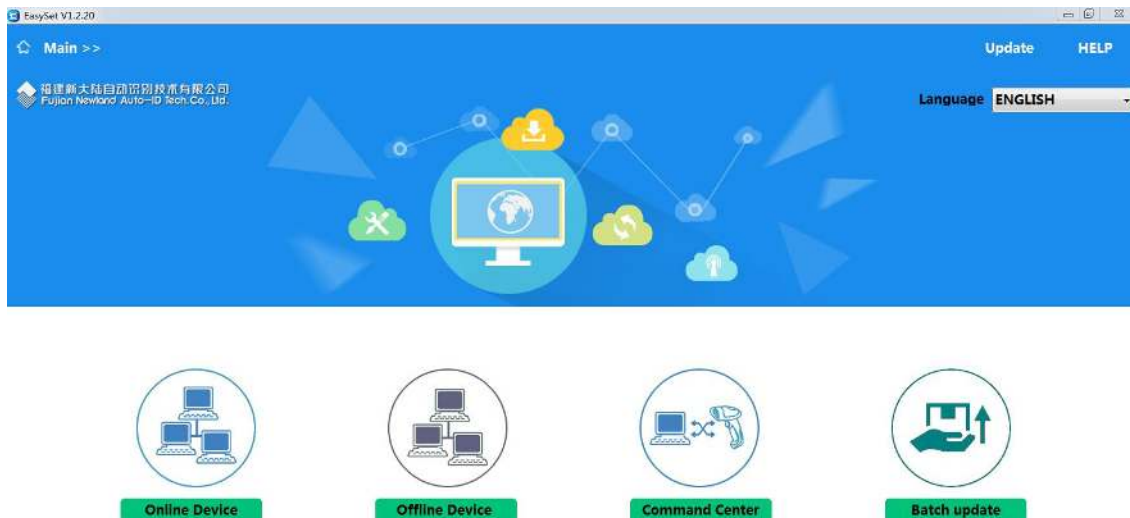 EasySet V1.2.20
Main >>
Update
HELP
福建新大陆自动识别技术有限公司
Fujian Newland Auto-ID Tech.Co.,Ltd.
Language ENGLISH
Online Device
Offline Device
Command Center
Batch update